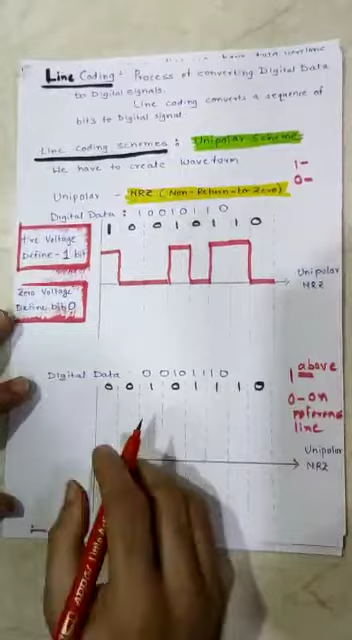 Line Coding : Process of converting Digital Data
to Digital signals.
Line coding converts a sequence of
bits to Digital signal
Line coding schemes : Unipolar Scheme
We have to create Waveform
1-
0-
Unipolar - NRZ (Non-Return-to-Zero)
Digital Data : 1 0 0 1 0 1 1 0
1 0 0 1 0 1 1 0
+ive Voltage
Define - 1 bit
Zero Voltage
Define bit 0
Unipolar
NRZ
Digital Data : 0 0 1 0 1 1 1 0
0 0 1 0 1 1 1 0
1 above
0 - on
reference
line
Unipolar
NRZ